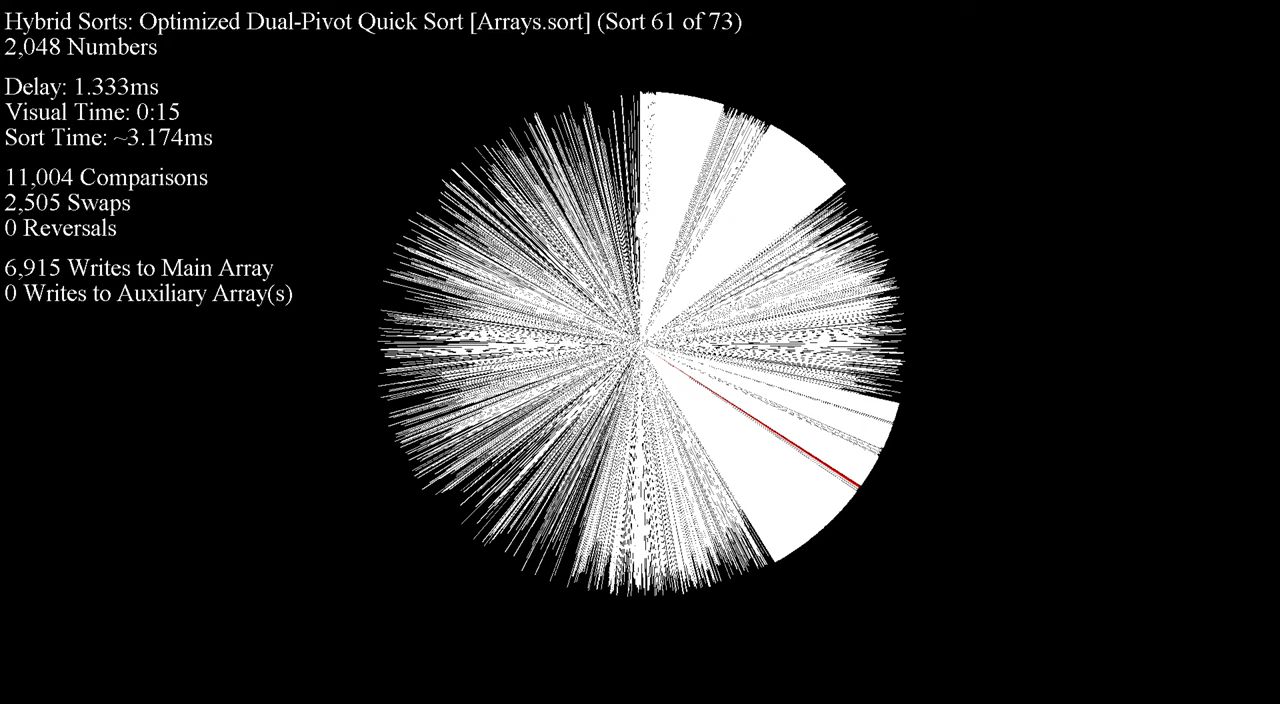 Hybrid Sorts: Optimized Dual-Pivot Quick Sort [Arrays.sort] (Sort 61 of 73)
2,048 Numbers
Delay: 1.333ms
Visual Time: 0:15
Sort Time: ~3.174ms
11,004 Comparisons
2,505 Swaps
0 Reversals
6,915 Writes to Main Array
0 Writes to Auxiliary Array(s)